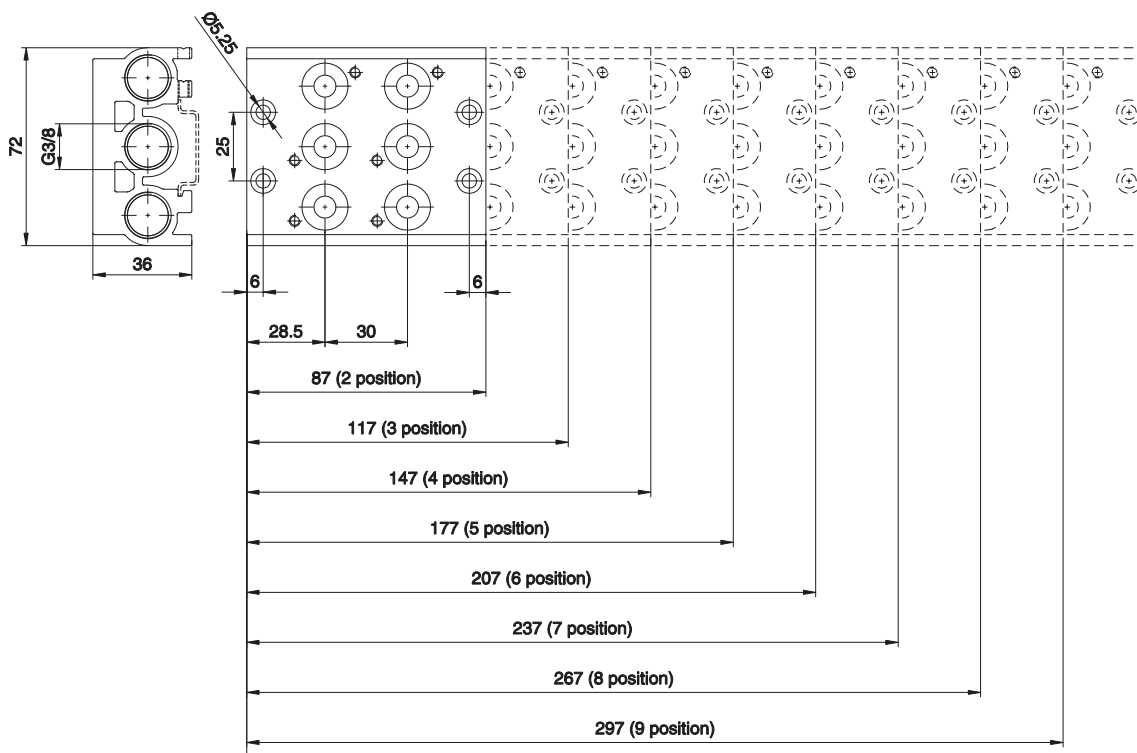 Ø5.25
72
G3/8
25
36
6
6
28.5
30
87 (2 position)
117 (3 position)
147 (4 position)
177 (5 position)
207 (6 position)
237 (7 position)
267 (8 position)
297 (9 position)